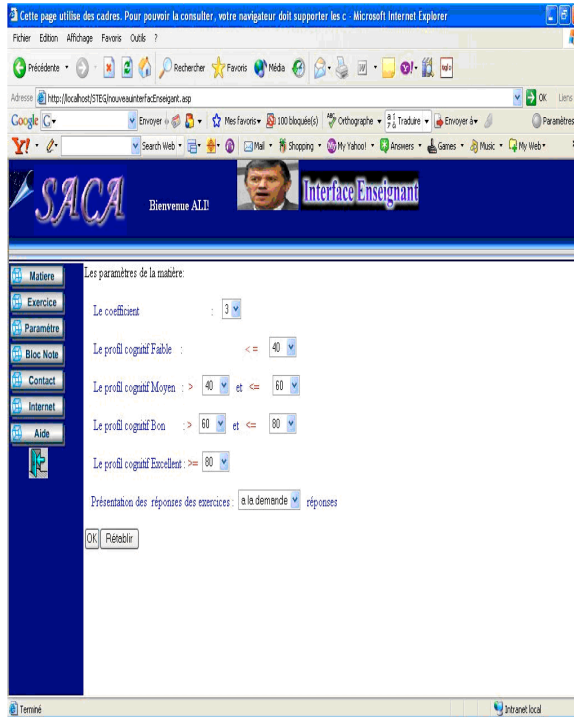 Cette page utilise des cadres. Pour pouvoir la consulter, votre navigateur doit supporter les c - Microsoft Internet Explorer
Fichier Edition Affichage Favoris Outils ?
Précédente Rechercher Favoris Média
Adresse http://localhost/STEG/nouveauinterfacEnseigant.asp OK Liens
Google G Envoyer Mes favoris 100 bloquée(s) Orthographe Traduire Envoyer à Paramètres
Y! Search Web Mail Shopping My Yahoo! Answers Games Music My Web
SACA Bienvenue ALI! Interface Enseignant
Matiere
Exercice
Paramétre
Bloc Note
Contact
Internet
Aide
Les paramètres de la matière:
Le coefficient : 3
Le profil cognitif Faible : <= 40
Le profil cognitif Moyen : > 40 et <= 60
Le profil cognitif Bon :> 60 et <= 80
Le profil cognitif Excellent : >= 80
Présentation des réponses des exercices : a la demande réponses
OK Rétablir
Terminé Intranet local